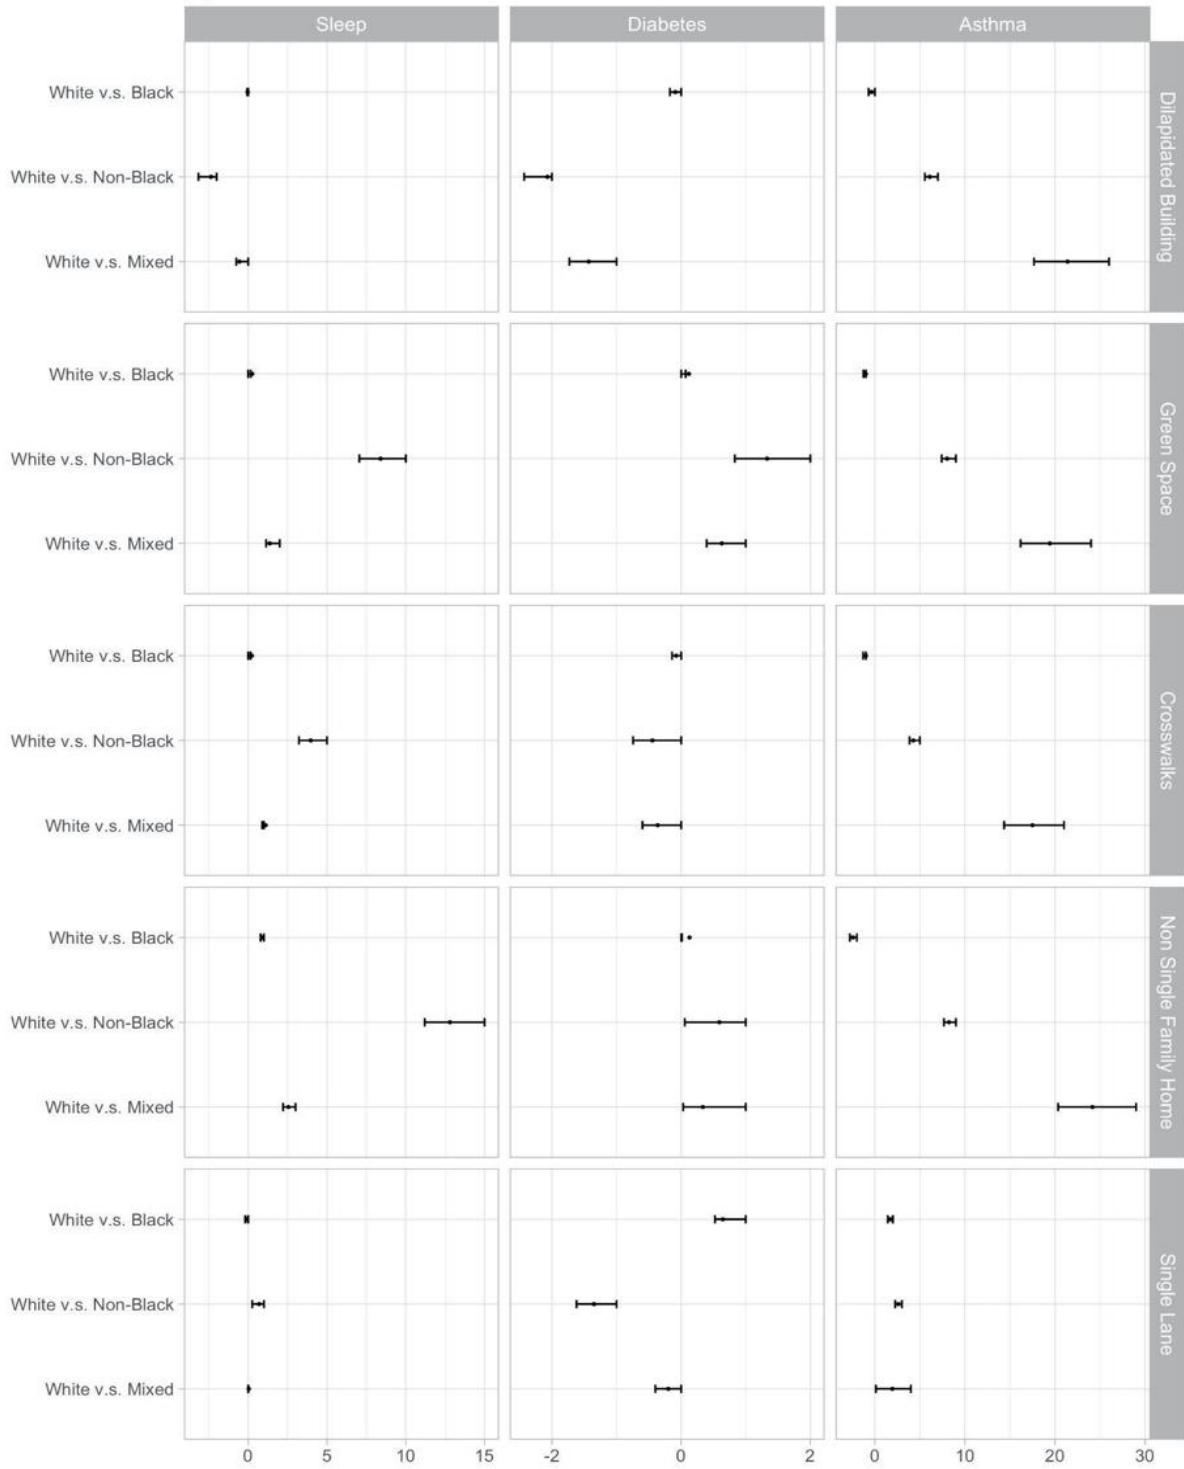 Sleep Diabetes Asthma
White v.s. Black
White v.s. Non-Black
White v.s. Mixed
Dilapidated Building
White v.s. Black
White v.s. Non-Black
White v.s. Mixed
Green Space
White v.s. Black
White v.s. Non-Black
White v.s. Mixed
Crosswalks
White v.s. Black
White v.s. Non-Black
White v.s. Mixed
Non Single Family Home
White v.s. Black
White v.s. Non-Black
White v.s. Mixed
Single Lane
0 5 10 15 -2 0 2 0 10 20 30